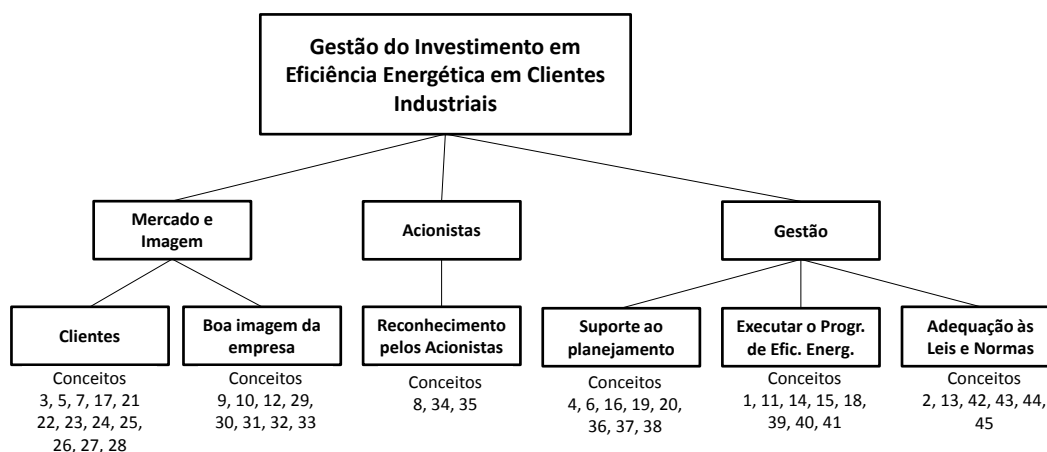 Gestão do Investimento em
Eficiência Energética em Clientes
Industriais
Mercado e
Imagem
Acionistas
Gestão
Clientes
Boa imagem da
empresa
Reconhecimento
pelos Acionistas
Suporte ao
planejamento
Executar o Progr.
de Efic. Energ.
Adequação às
Leis e Normas
Conceitos
3, 5, 7, 17, 21
22, 23, 24, 25,
26, 27, 28
Conceitos
9, 10, 12, 29,
30, 31, 32, 33
Conceitos
8, 34, 35
Conceitos
4, 6, 16, 19, 20,
36, 37, 38
Conceitos
1, 11, 14, 15, 18,
39, 40, 41
Conceitos
2, 13, 42, 43, 44,
45